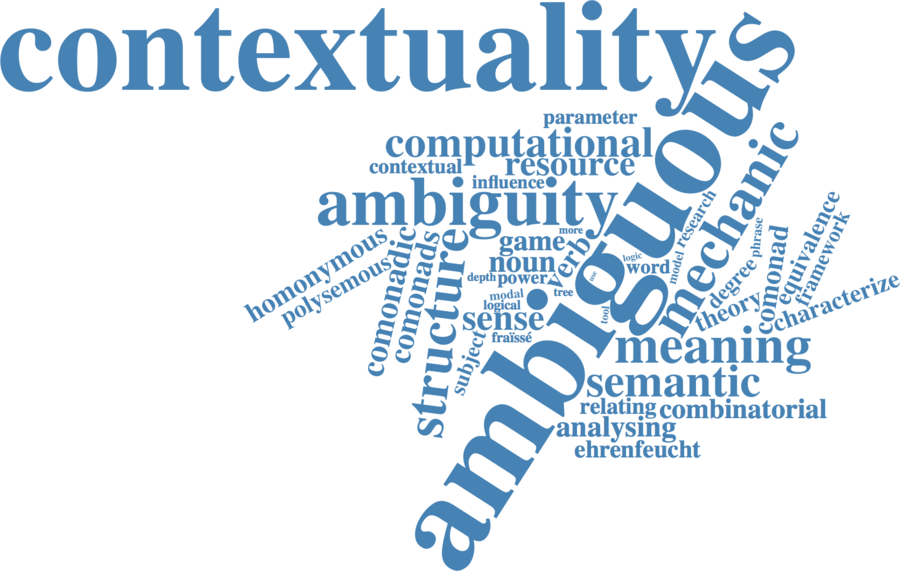 contextuality
ambiguous
parameter
computational
contextual
resource
influence
ambiguity
mechanic
more
game
verb
research
homonymous
polysemous
comonadic
comonads
structure
noun
logic
word
model
phrase
degree
comonad
equivalence
framework
depth
power
use
modal
tree
logical
tool
theory
characterize
sense
subject
fraïssé
meaning
semantic
relating
combinatorial
analysing
ehrenfeucht